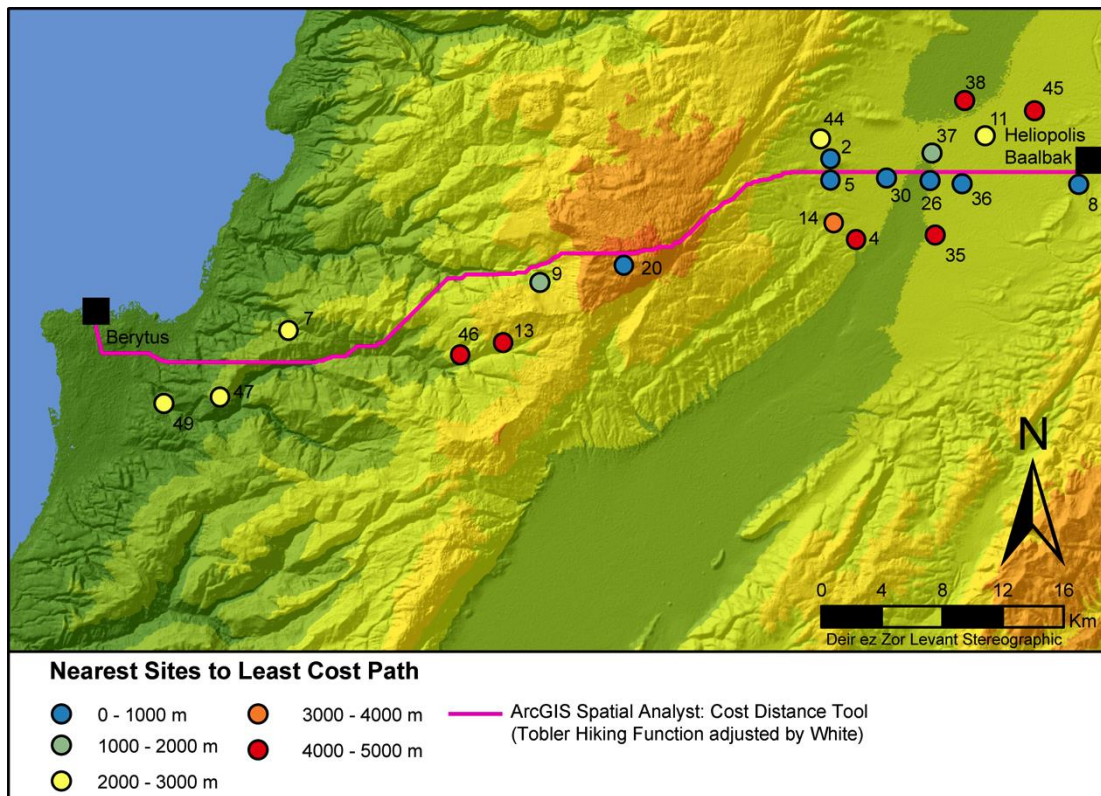 38
45
44
37
11
2
Heliopolis
Baalbak
5
30
26
36
8
14
4
35
9
20
7
Berytus
46
13
47
49
N
0 4 8 12 16
Km
Deir ez Zor Levant Stereographic
Nearest Sites to Least Cost Path
0 - 1000 m
1000 - 2000 m
2000 - 3000 m
3000 - 4000 m
4000 - 5000 m
ArcGIS Spatial Analyst: Cost Distance Tool
(Tobler Hiking Function adjusted by White)